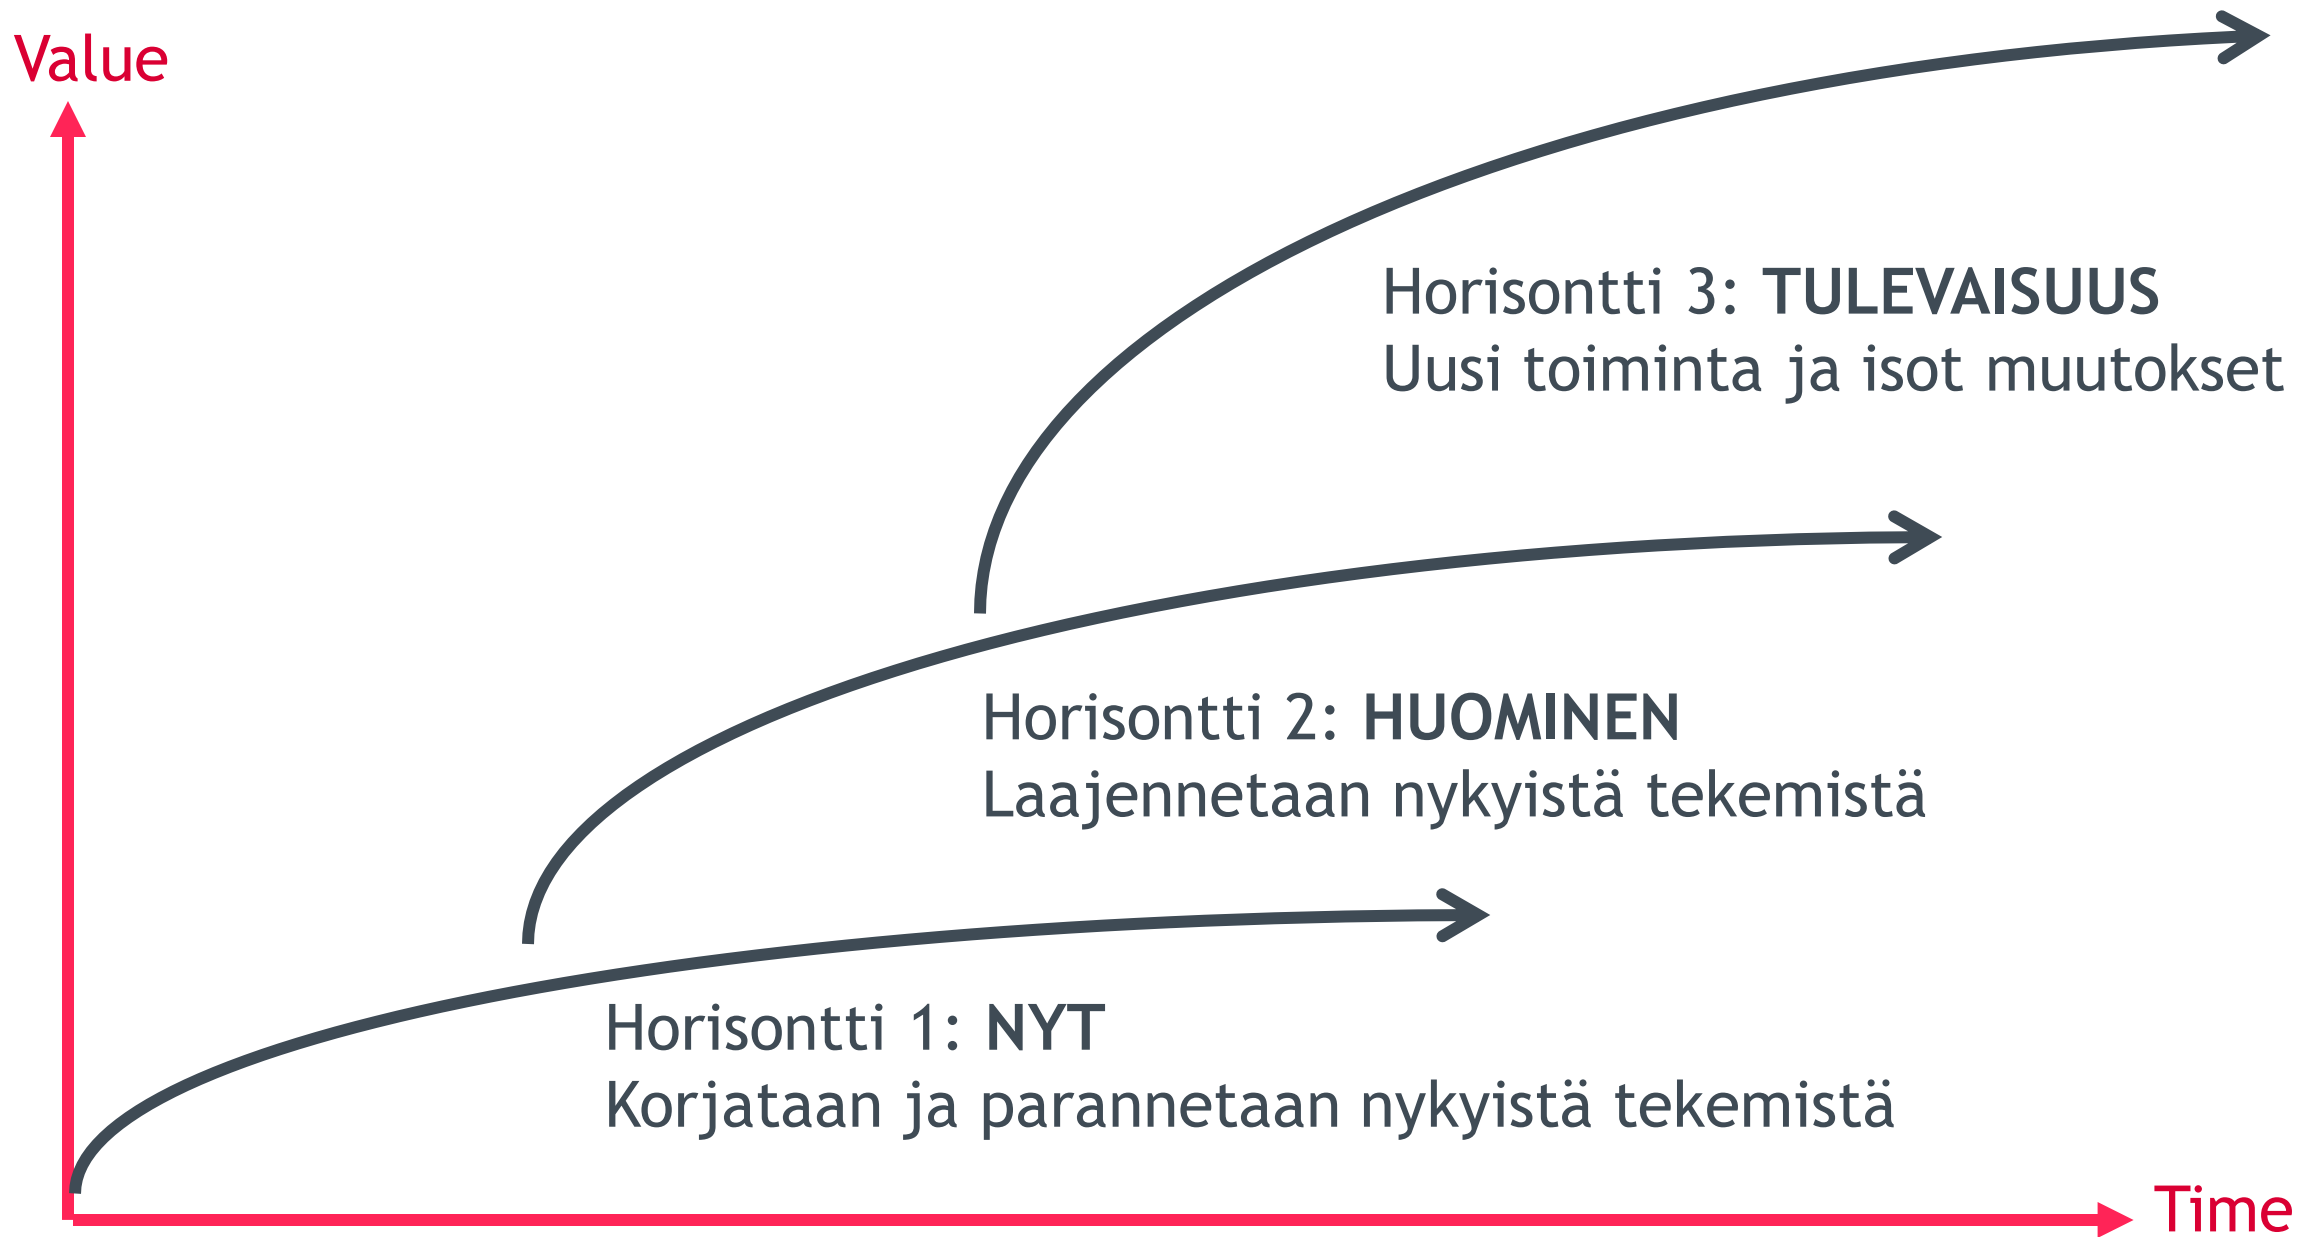 Value
Horisontti 3: TULEVAISUUS
Uusi toiminta ja isot muutokset
Horisontti 2: HUOMINEN
Laajennetaan nykyistä tekemistä
Horisontti 1: NYT
Korjataan ja parannetaan nykyistä tekemistä
Time